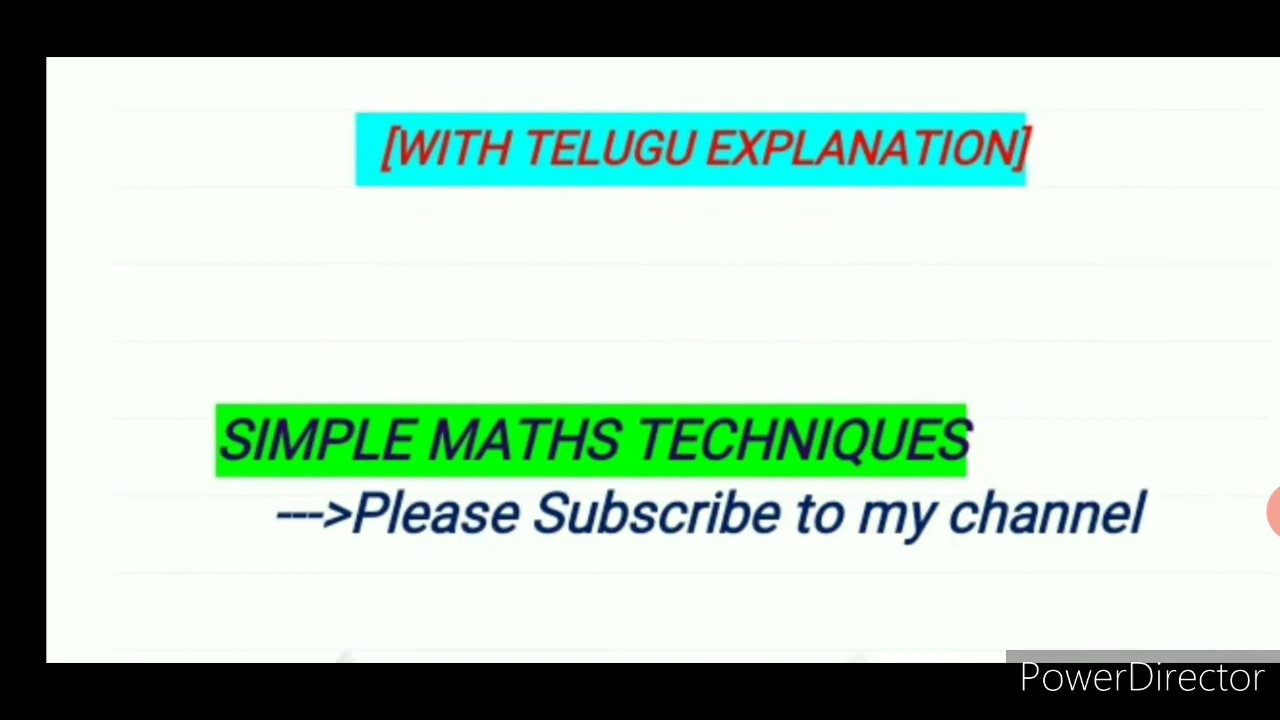 [WITH TELUGU EXPLANATION]
SIMPLE MATHS TECHNIQUES
--->Please Subscribe to my channel
PowerDirector